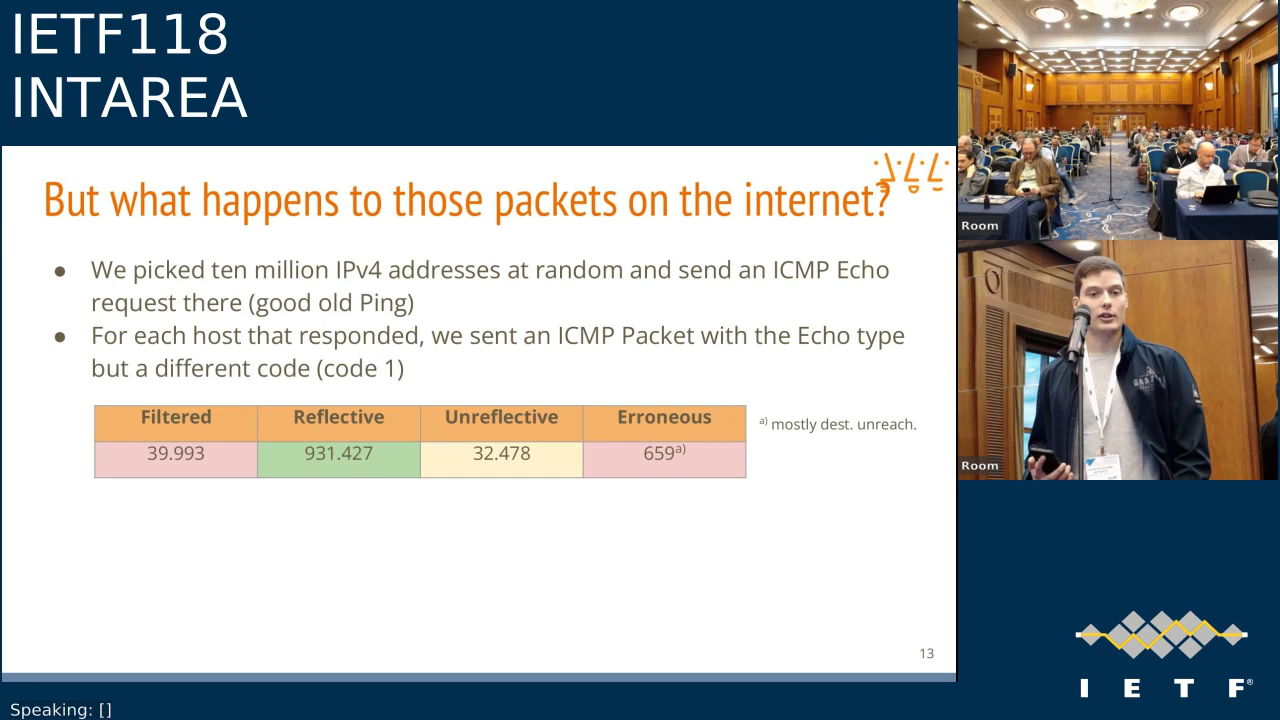 IETF118
INTAREA
But what happens to those packets on the internet?
● We picked ten million IPv4 addresses at random and send an ICMP Echo
request there (good old Ping)
● For each host that responded, we sent an ICMP Packet with the Echo type
but a different code (code 1)
Filtered Reflective Unreflective Erroneous
39.993 931.427 32.478 659a)
a) mostly dest. unreach.
13
Room
Room
I E T F®
Speaking: []